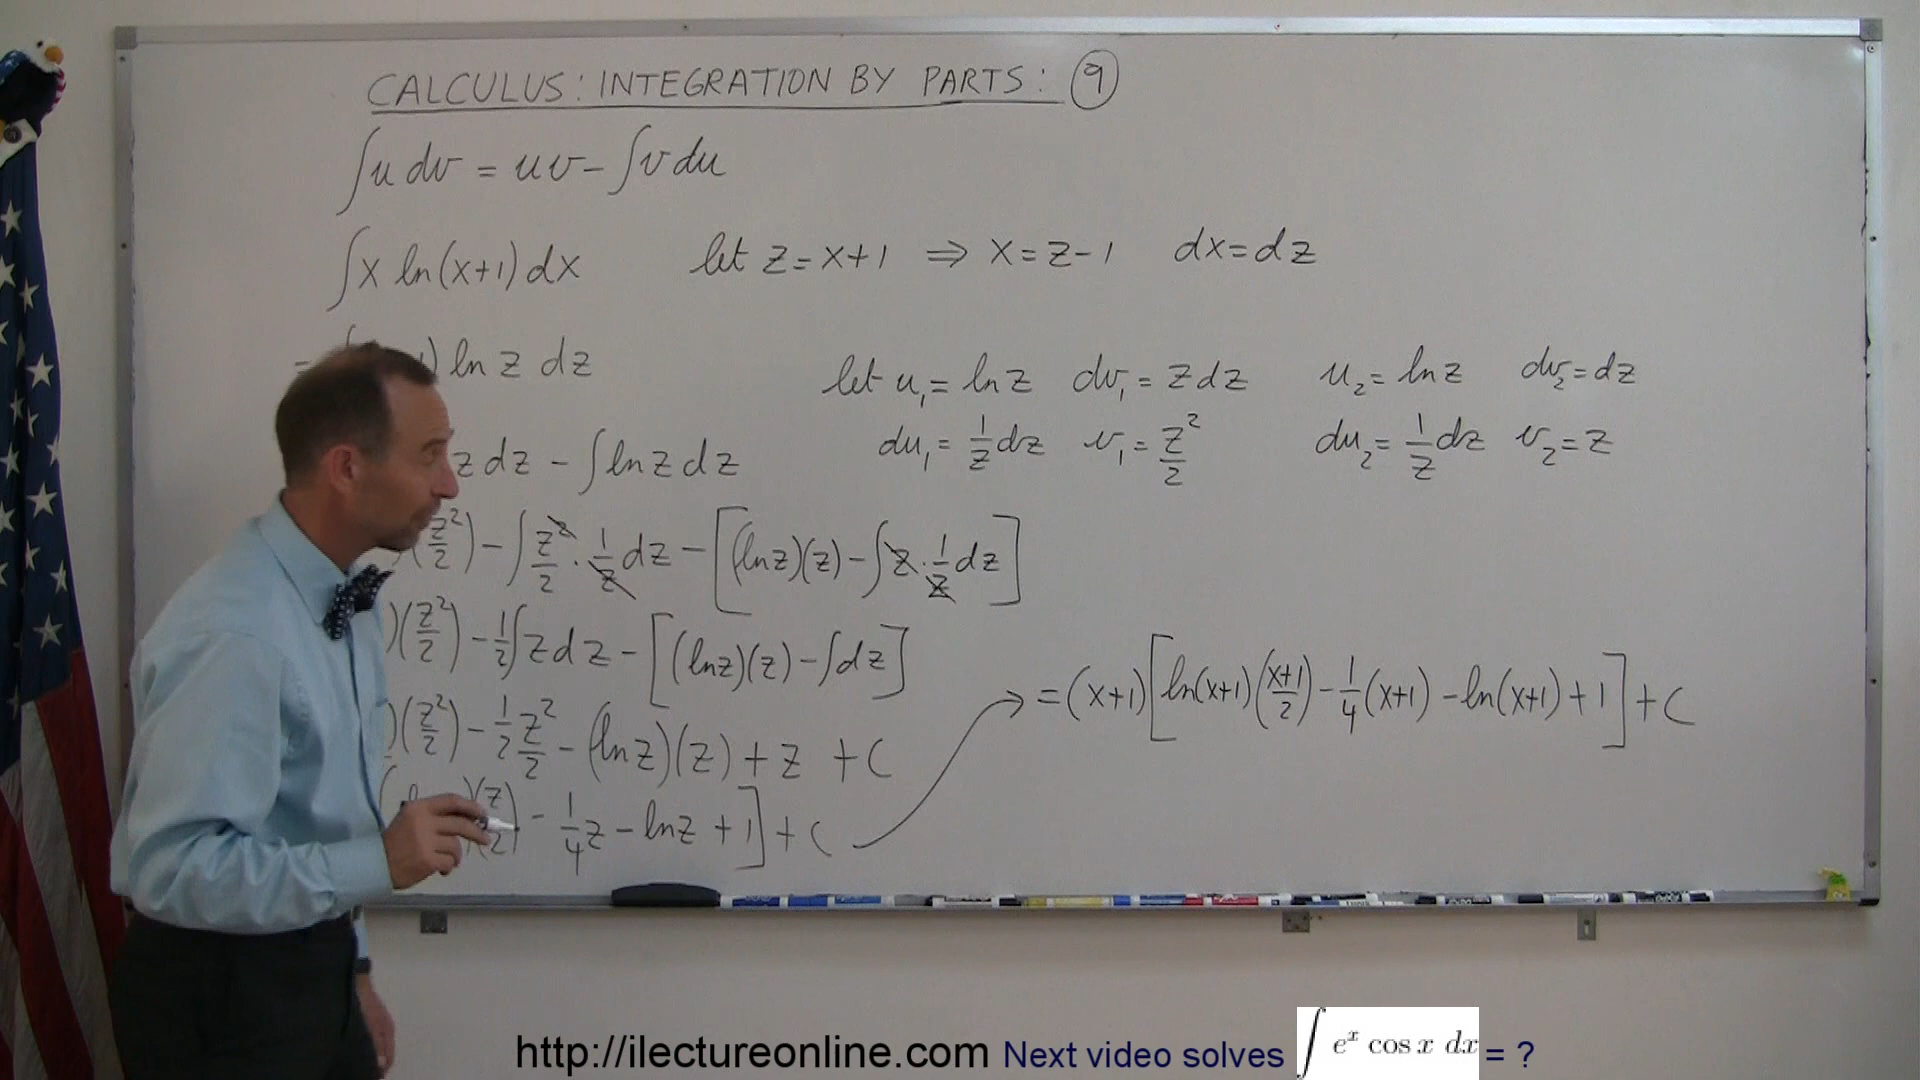 CALCULUS: INTEGRATION BY PARTS: 9
∫u dv = uv - ∫v du
∫x ln(x+1) dx let z = x+1 ⇒ x = z-1 dx = dz
) ln z dz let u₁ = ln z dv₁ = z dz u₂ = ln z dv₂ = dz
du₁ = 1/z dz v₁ = z²/2 du₂ = 1/z dz v₂ = z
z dz - ∫ln z dz
(z²/2) - ∫z²/2 · 1/z dz - [(ln z)(z) - ∫z · 1/z dz]
)(z²/2) - 1/2 ∫z dz - [(ln z)(z) - ∫dz]
)(z²/2) - 1/2 z²/2 - (ln z)(z) + z + C
)(z/2) - 1/4 z - ln z + 1] + C
→ = (x+1)[ln(x+1)((x+1)/2) - 1/4 (x+1) - ln(x+1) + 1] + C
http://ilectureonline.com Next video solves ∫ eˣ cos x dx = ?